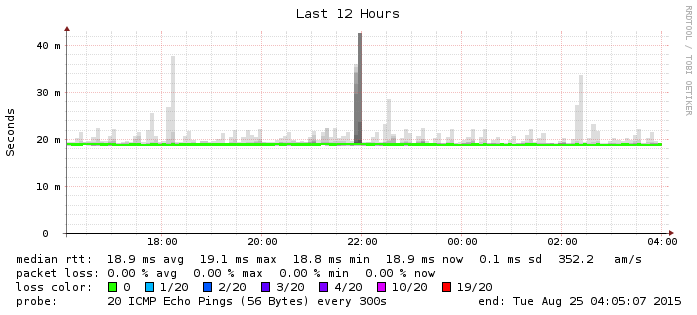 Last 12 Hours
RRDTOOL / TOBI OETIKER
Seconds
40 m
30 m
20 m
10 m
0
18:00 20:00 22:00 00:00 02:00 04:00
median rtt: 18.9 ms avg 19.1 ms max 18.8 ms min 18.9 ms now 0.1 ms sd 352.2 am/s
packet loss: 0.00 % avg 0.00 % max 0.00 % min 0.00 % now
loss color: 0 1/20 2/20 3/20 4/20 10/20 19/20
probe: 20 ICMP Echo Pings (56 Bytes) every 300s end: Tue Aug 25 04:05:07 2015